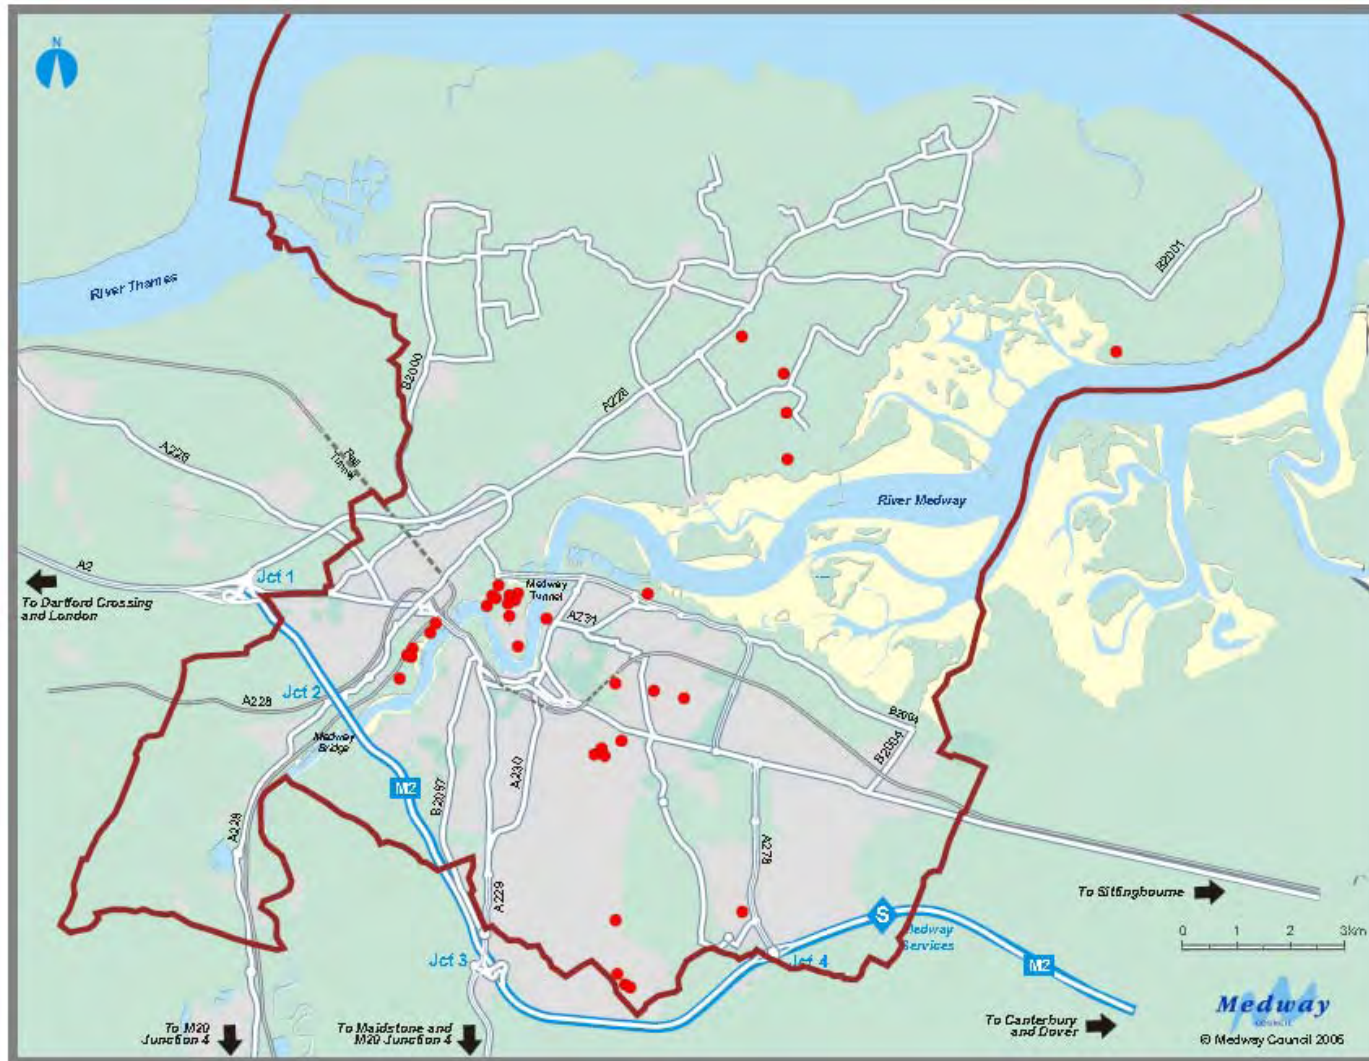 N
River Thames
B2001
B2000
A228
A226
Rail
Tunnel
River Medway
A2
Jct 1
To Dartford Crossing
and London
Medway
Tunnel
A231
A228
Jct 2
B2004
Medway
Bridge
B2004
M2
B2097
A230
A228
A278
A229
To Sittingbourne
S
Medway
Services
0 1 2 3km
Jct 3
Jct 4
M2
To M20
Junction 4
To Maidstone and
M20 Junction 4
To Canterbury
and Dover
Medway
COUNCIL
© Medway Council 2006